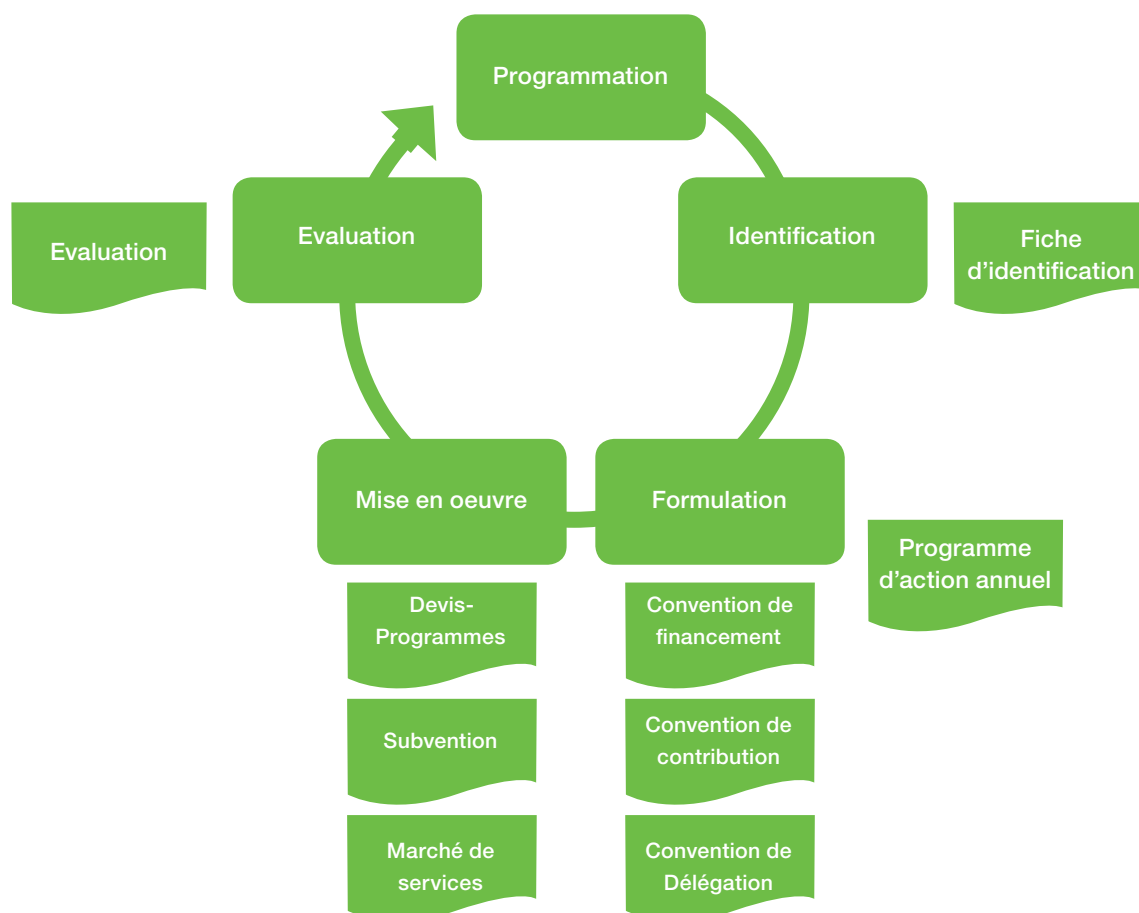 Programmation
Evaluation
Evaluation
Identification
Fiche
d'identification
Mise en oeuvre
Formulation
Programme
d'action annuel
Devis-
Programmes
Convention de
financement
Subvention
Convention de
contribution
Marché de
services
Convention de
Délégation